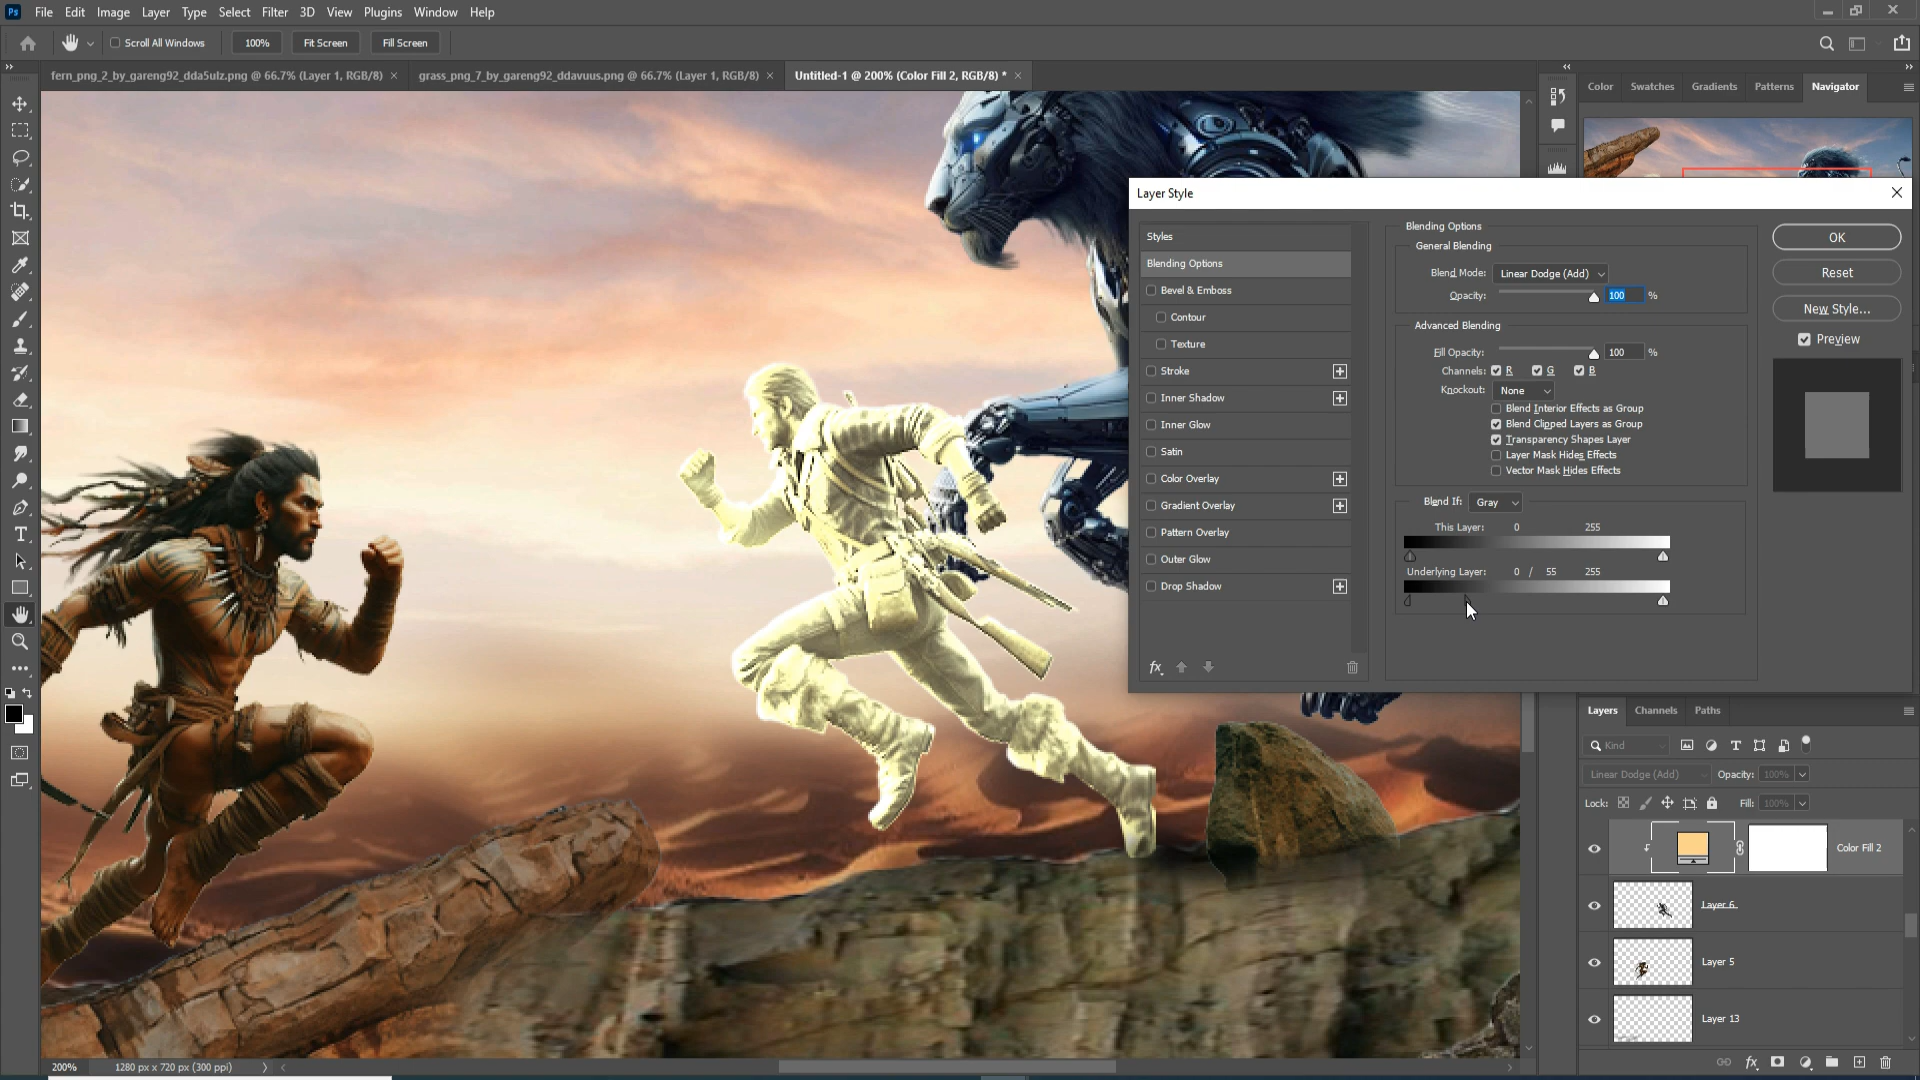 Ps File Edit Image Layer Type Select Filter 3D View Plugins Window Help
Scroll All Windows 100% Fit Screen Fill Screen
fern_png_2_by_gareng92_dda5ulz.png @ 66.7% (Layer 1, RGB/8) × grass_png_7_by_gareng92_ddavuus.png @ 66.7% (Layer 1, RGB/8) × Untitled-1 @ 200% (Color Fill 2, RGB/8) * ×
Color Swatches Gradients Patterns Navigator
Layer Style
Styles
Blending Options
Bevel & Emboss
Contour
Texture
Stroke
Inner Shadow
Inner Glow
Satin
Color Overlay
Gradient Overlay
Pattern Overlay
Outer Glow
Drop Shadow
fx
Blending Options
General Blending
Blend Mode: Linear Dodge (Add)
Opacity: 100 %
Advanced Blending
Fill Opacity: 100 %
Channels: R G B
Knockout: None
Blend Interior Effects as Group
Blend Clipped Layers as Group
Transparency Shapes Layer
Layer Mask Hides Effects
Vector Mask Hides Effects
Blend If: Gray
This Layer: 0 255
Underlying Layer: 0 / 55 255
OK
Reset
New Style...
Preview
Layers Channels Paths
Kind
Linear Dodge (Add) Opacity: 100%
Lock: Fill: 100%
Color Fill 2
Layer 6
Layer 5
Layer 13
fx
200% 1280 px x 720 px (300 ppi)